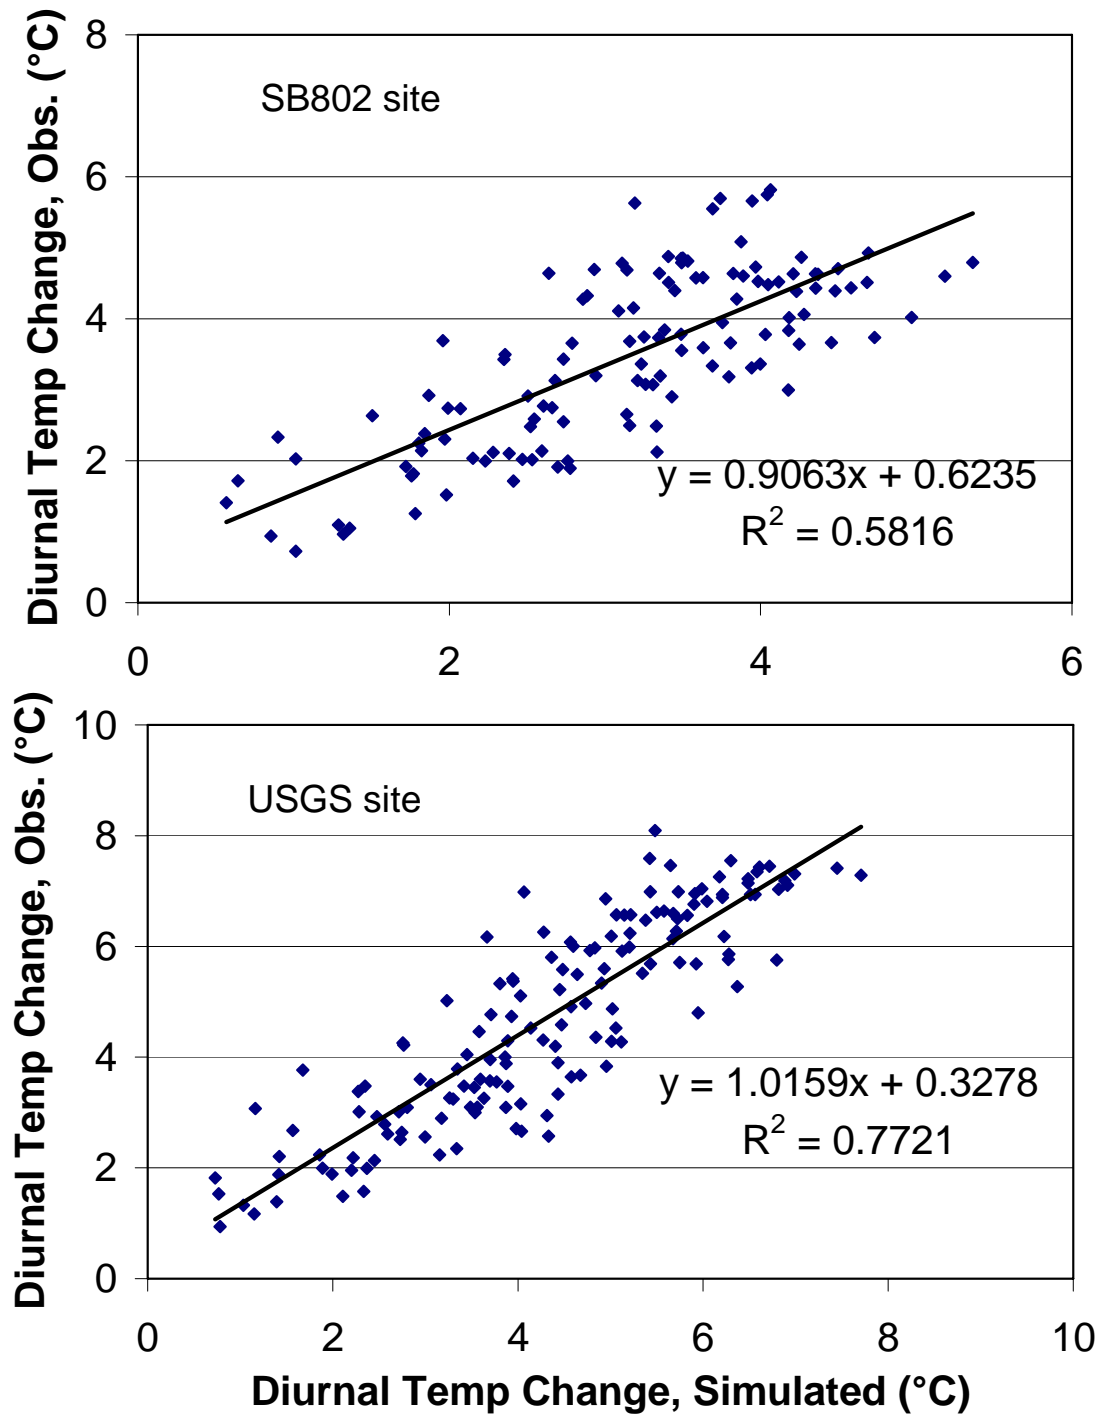 Diurnal Temp Change, Obs. (°C)
8
6
4
2
0
SB802 site
y = 0.9063x + 0.6235
R² = 0.5816
0 2 4 6
Diurnal Temp Change, Obs. (°C)
10
8
6
4
2
0
USGS site
y = 1.0159x + 0.3278
R² = 0.7721
0 2 4 6 8 10
Diurnal Temp Change, Simulated (°C)